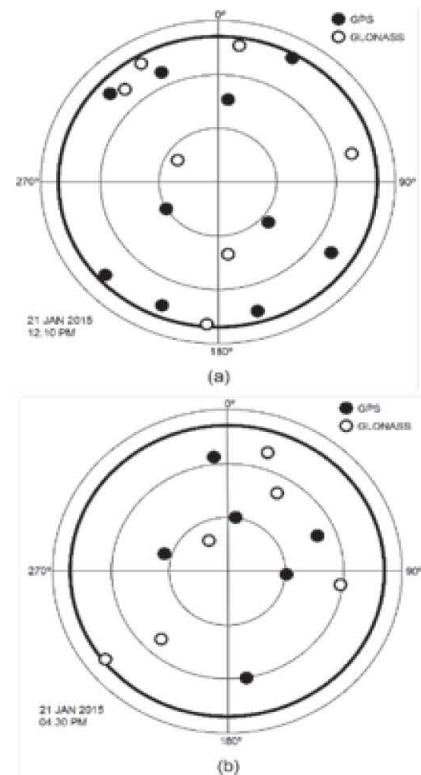 0°
GPS
GLONASS
270°
90°
21 JAN 2015
12.10 PM
180°
(a)
0°
GPS
GLONASS
270°
90°
21 JAN 2015
04.30 PM
180°
(b)